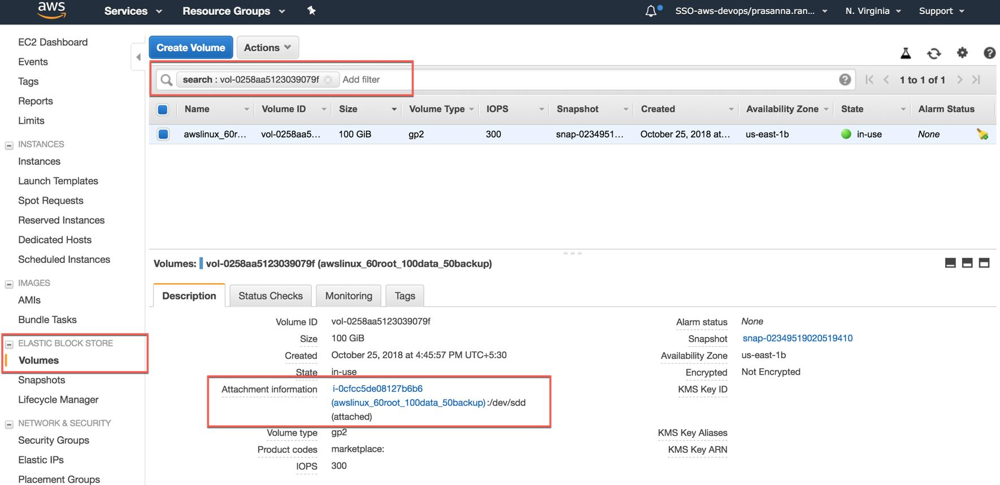 aws Services Resource Groups SSO-aws-devops/prasanna.ran... N. Virginia Support
EC2 Dashboard
Events
Tags
Reports
Limits
INSTANCES
Instances
Launch Templates
Spot Requests
Reserved Instances
Dedicated Hosts
Scheduled Instances
IMAGES
AMIs
Bundle Tasks
ELASTIC BLOCK STORE
Volumes
Snapshots
Lifecycle Manager
NETWORK & SECURITY
Security Groups
Elastic IPs
Placement Groups
Create Volume Actions
search : vol-0258aa5123039079f Add filter 1 to 1 of 1
Name Volume ID Size Volume Type IOPS Snapshot Created Availability Zone State Alarm Status
awslinux_60r... vol-0258aa5... 100 GiB gp2 300 snap-0234951... October 25, 2018 at... us-east-1b in-use None
Volumes: vol-0258aa5123039079f (awslinux_60root_100data_50backup)
Description Status Checks Monitoring Tags
Volume ID vol-0258aa5123039079f
Size 100 GiB
Created October 25, 2018 at 4:45:57 PM UTC+5:30
State in-use
Attachment information i-0cfcc5de08127b6b6
(awslinux_60root_100data_50backup):/dev/sdd
(attached)
Volume type gp2
Product codes marketplace:
IOPS 300
Alarm status None
Snapshot snap-02349519020519410
Availability Zone us-east-1b
Encrypted Not Encrypted
KMS Key ID
KMS Key Aliases
KMS Key ARN